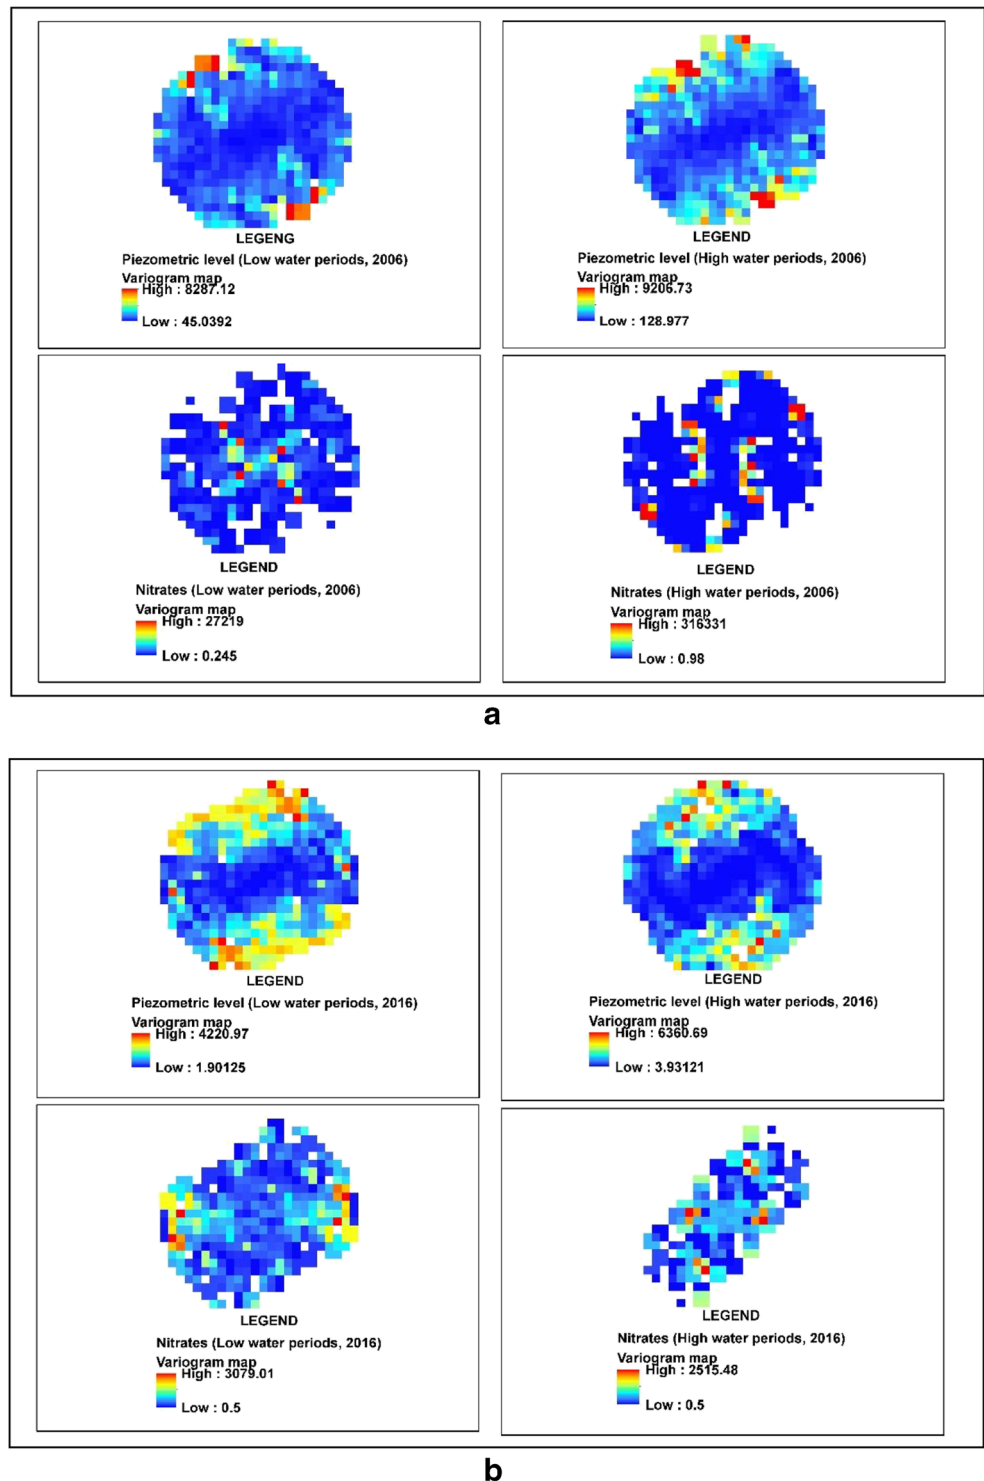 LEGENG
Piezometric level (Low water periods, 2006)
Variogram map
High : 8287.12
Low : 45.0392
LEGEND
Piezometric level (High water periods, 2006)
Variogram map
High : 9206.73
Low : 128.977
LEGEND
Nitrates (Low water periods, 2006)
Variogram map
High : 27219
Low : 0.245
LEGEND
Nitrates (High water periods, 2006)
Variogram map
High : 316331
Low : 0.98
a
LEGEND
Piezometric level (Low water periods, 2016)
Variogram map
High : 4220.97
Low : 1.90125
LEGEND
Piezometric level (High water periods, 2016)
Variogram map
High : 6360.69
Low : 3.93121
LEGEND
Nitrates (Low water periods, 2016)
Variogram map
High : 3079.01
Low : 0.5
LEGEND
Nitrates (High water periods, 2016)
Variogram map
High : 2515.48
Low : 0.5
b